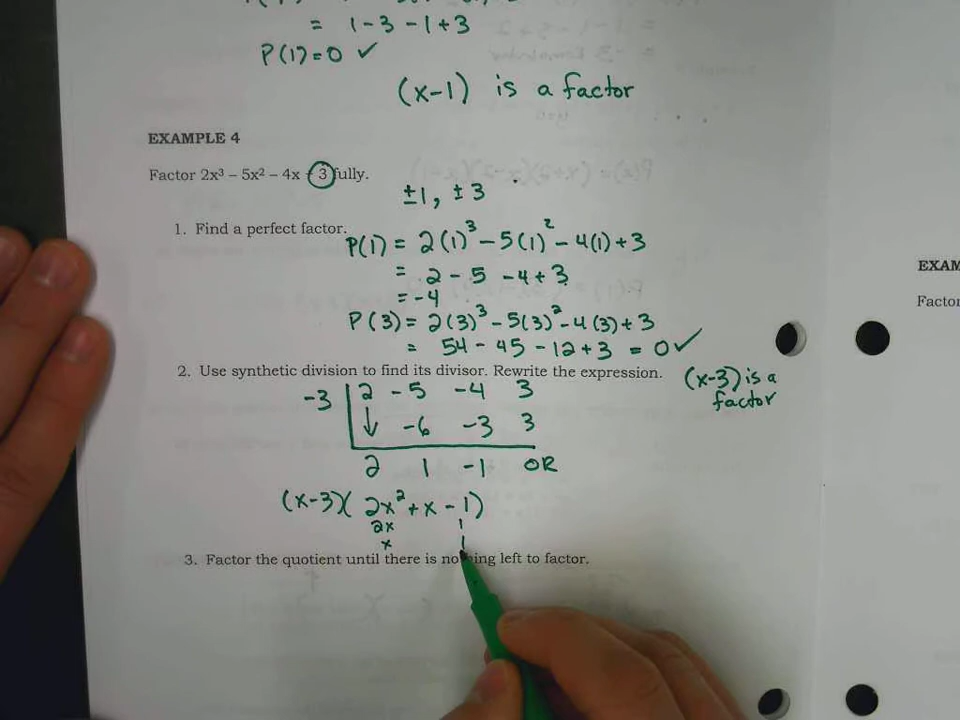 = 1-3-1+3
P(1)=0 ✓
(x-1) is a factor
EXAMPLE 4
Factor 2x³ – 5x² – 4x + 3 fully.
±1, ±3
1. Find a perfect factor.
P(1) = 2(1)³-5(1)²-4(1)+3
= 2-5-4+3
= -4
P(3) = 2(3)³-5(3)²-4(3)+3
= 54-45-12+3 = 0 ✓
2. Use synthetic division to find its divisor. Rewrite the expression.
(x-3) is a
factor
-3 2 -5 -4 3
↓ -6 -3 3
2 1 -1 0R
(x-3)(2x²+x-1)
2x 1
x 1
3. Factor the quotient until there is left to factor.
EXAM
Factor